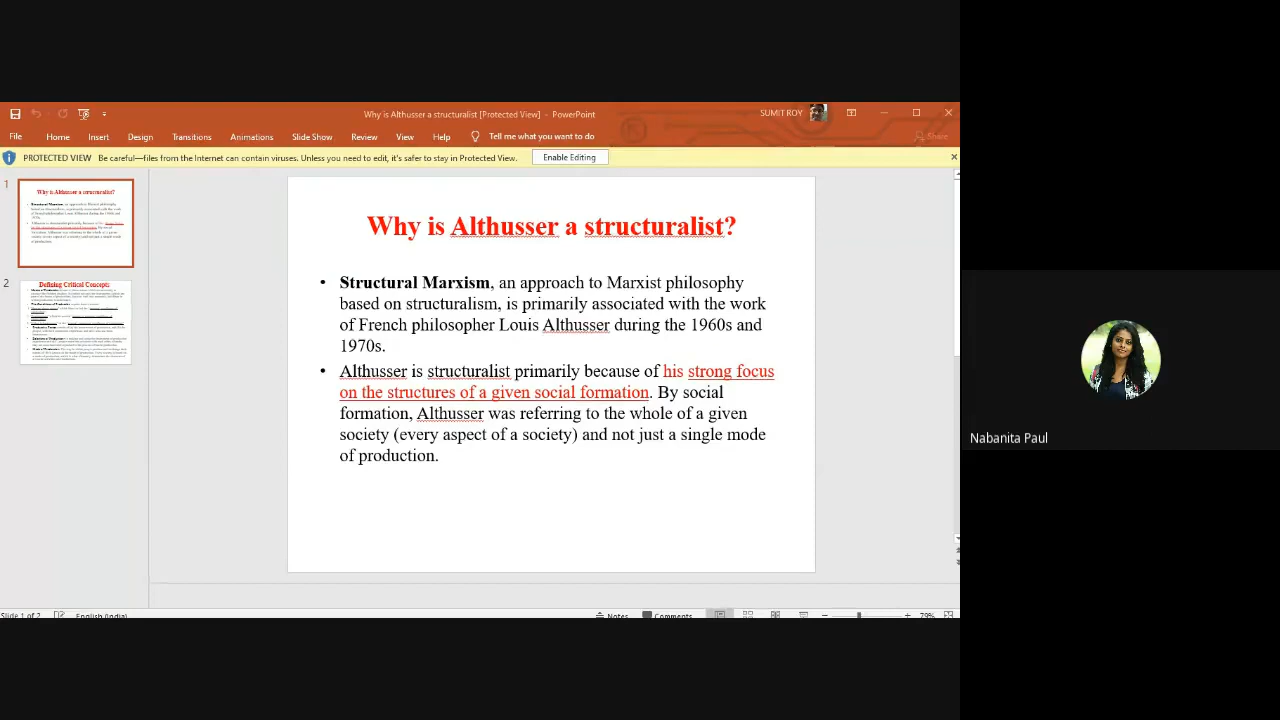 Why is Althusser a structuralist [Protected View] - PowerPoint
SUMIT ROY
File Home Insert Design Transitions Animations Slide Show Review View Help Tell me what you want to do Share
PROTECTED VIEW Be careful—files from the Internet can contain viruses. Unless you need to edit, it's safer to stay in Protected View. Enable Editing
1
Why is Althusser a structuralist?
2
Defining Critical Concepts
Why is Althusser a structuralist?
• Structural Marxism, an approach to Marxist philosophy
based on structuralism, is primarily associated with the work
of French philosopher Louis Althusser during the 1960s and
1970s.
• Althusser is structuralist primarily because of his strong focus
on the structures of a given social formation. By social
formation, Althusser was referring to the whole of a given
society (every aspect of a society) and not just a single mode
of production.
Nabanita Paul
Slide 1 of 2 English (India) Notes Comments 79%